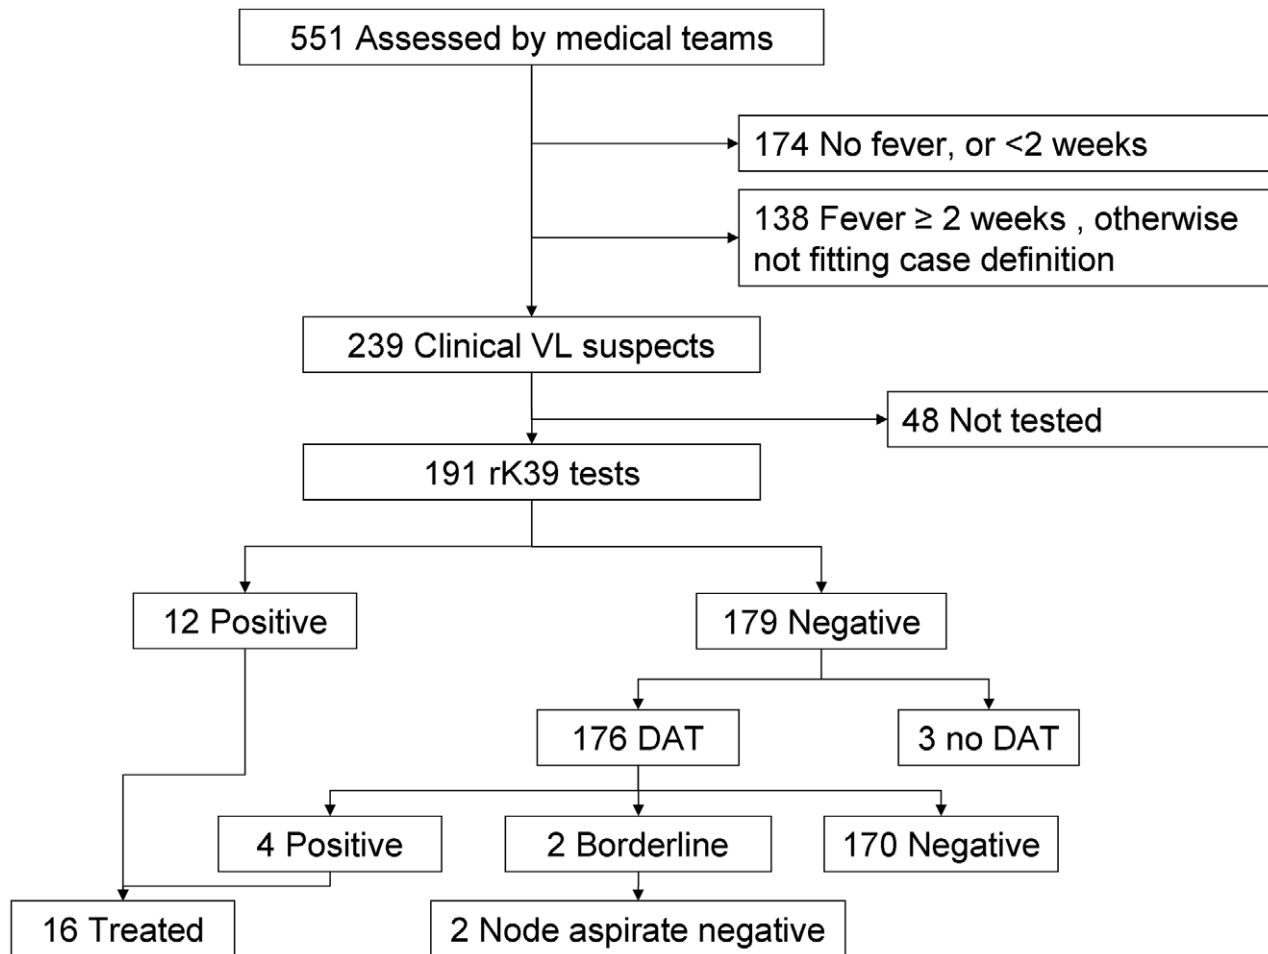 551 Assessed by medical teams
174 No fever, or <2 weeks
138 Fever ≥ 2 weeks , otherwise
not fitting case definition
239 Clinical VL suspects
48 Not tested
191 rK39 tests
12 Positive
179 Negative
176 DAT
3 no DAT
4 Positive
2 Borderline
170 Negative
16 Treated
2 Node aspirate negative